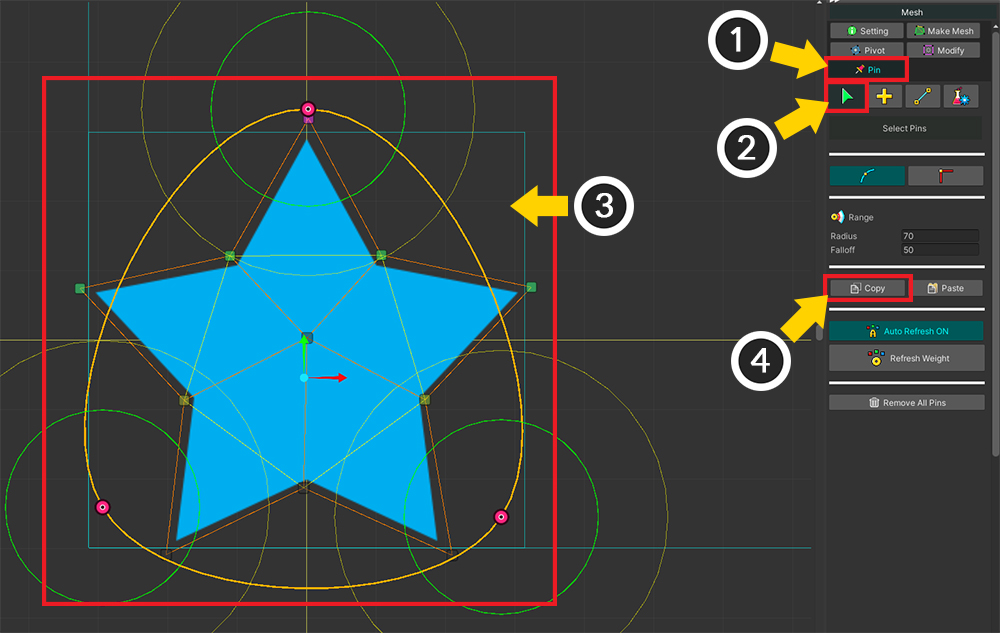 Mesh
Setting
Make Mesh
Pivot
Modify
Pin
Select Pins
Range
Radius 70
Falloff 50
Copy
Paste
A Auto Refresh ON
Refresh Weight
Remove All Pins
1
2
3
4